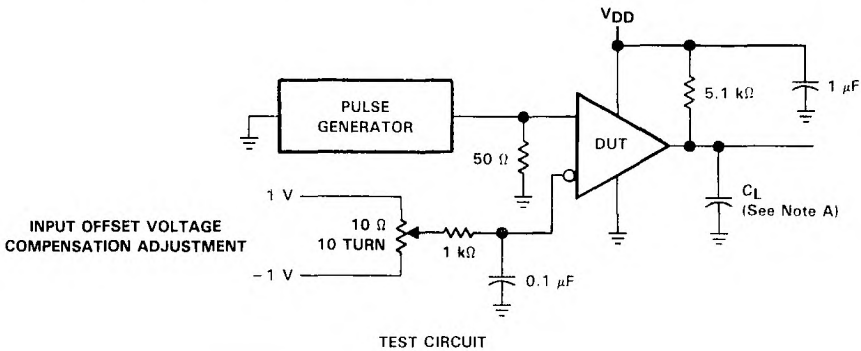 VDD
PULSE
GENERATOR
5.1 kΩ
1 μF
DUT
50 Ω
CL
(See Note A)
1 V
INPUT OFFSET VOLTAGE
COMPENSATION ADJUSTMENT
10 Ω
10 TURN
1 kΩ
−1 V
0.1 μF
TEST CIRCUIT